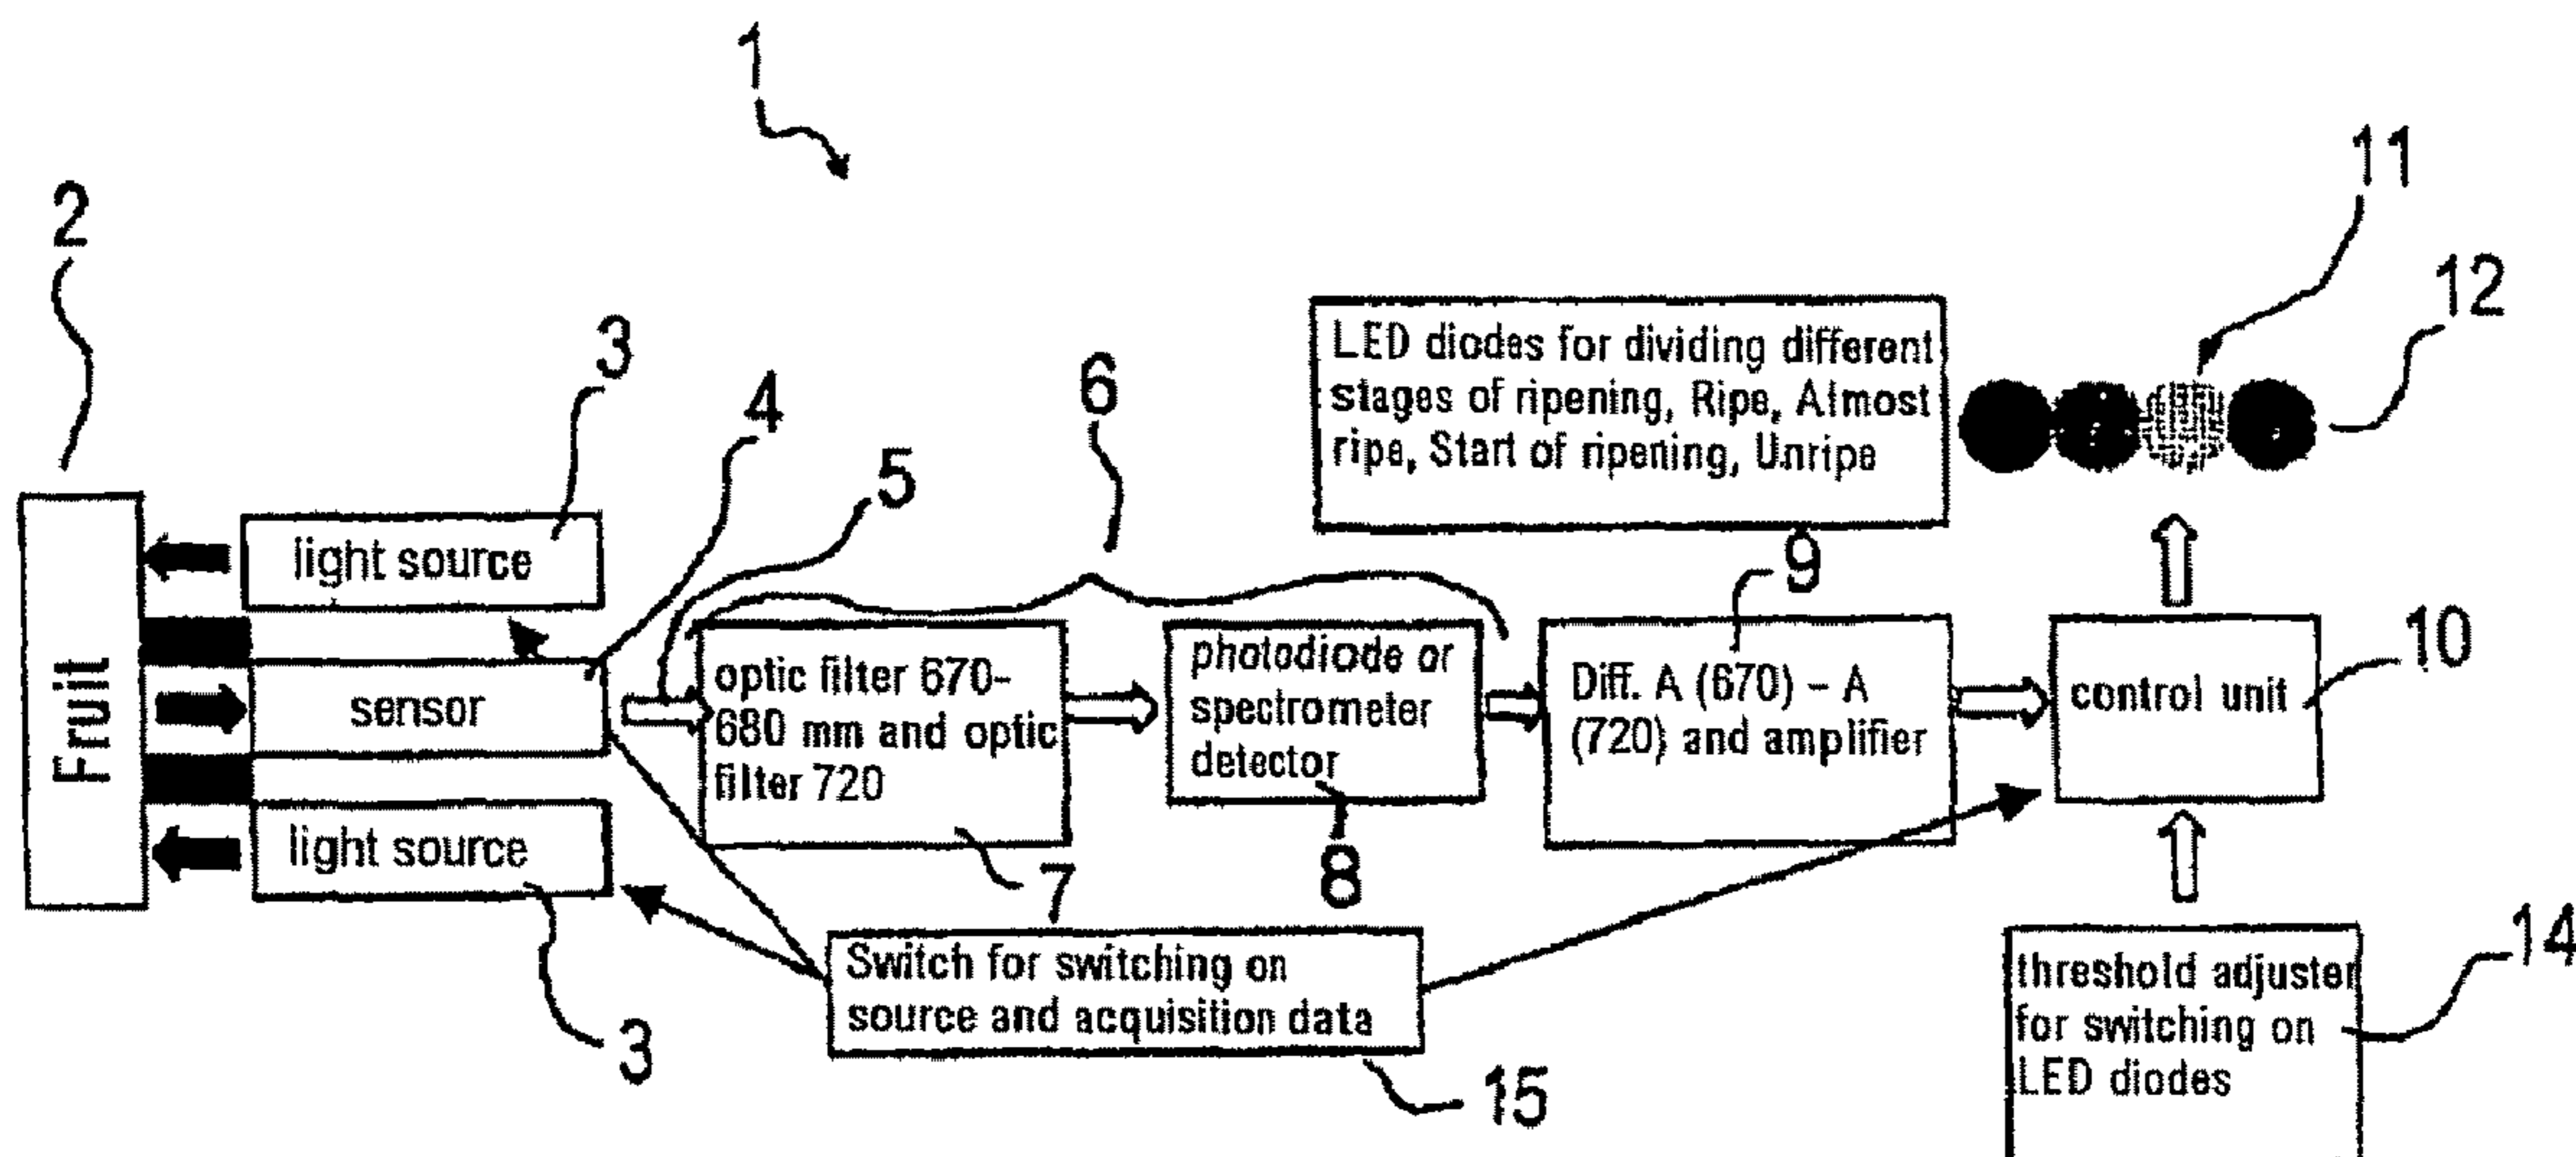 1
11
2
12
3
6
4
5
LED diodes for dividing different
stages of ripening, Ripe, Almost
ripe, Start of ripening, Unripe
9
light source
Fruit
sensor
optic filter 670-
680 mm and optic
filter 720
photodiode or
spectrometer
detector
Diff. A (670) – A
(720) and amplifier
control unit
10
light source
7
8
3
Switch for switching on
source and acquisition data
15
threshold adjuster
for switching on
LED diodes
14